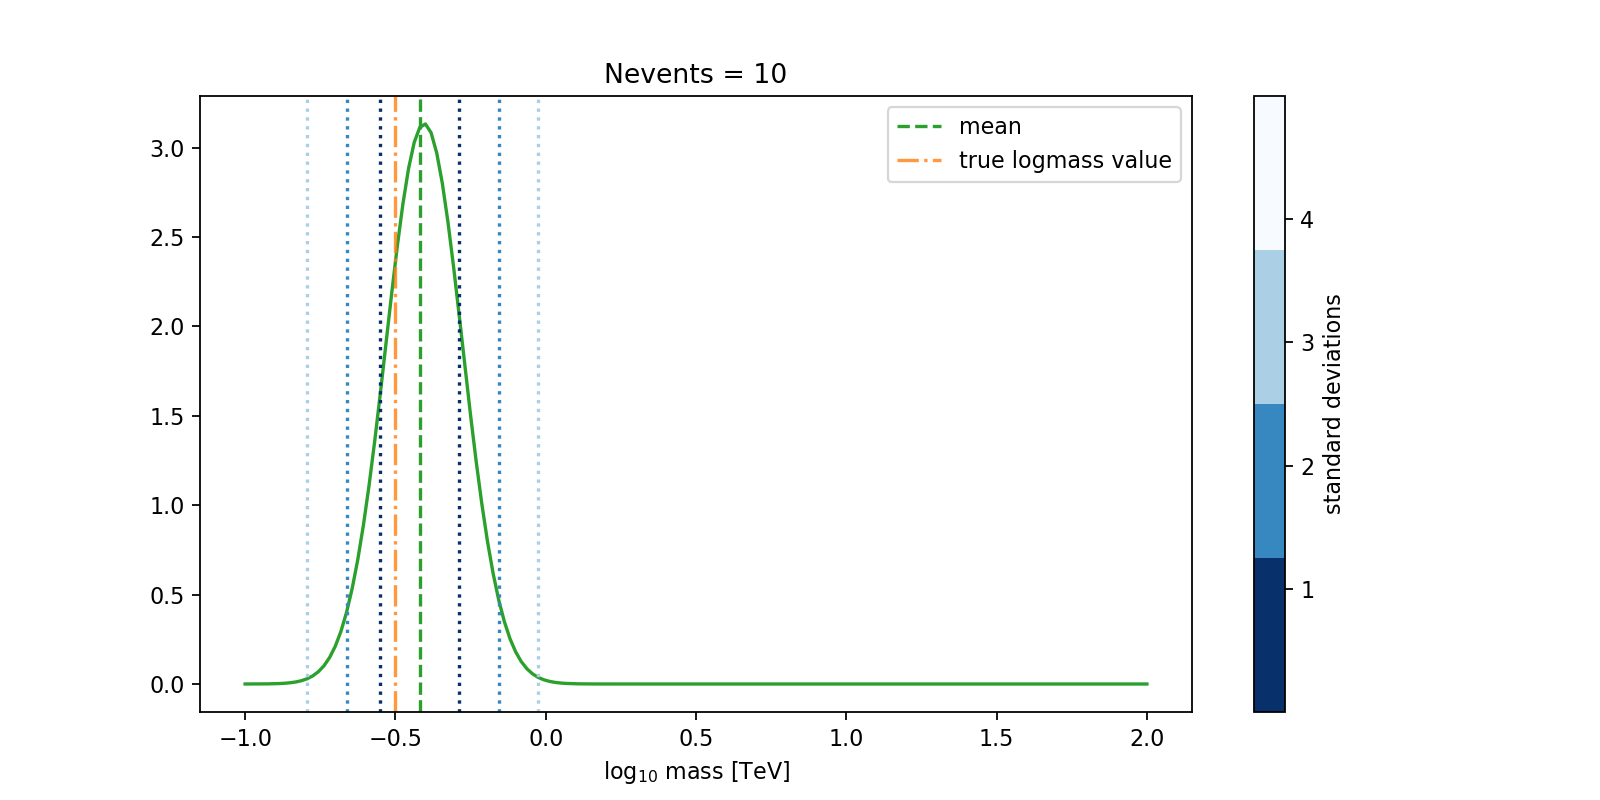 Nevents = 10
mean
true logmass value
3.0
2.5
2.0
1.5
1.0
0.5
0.0
−1.0 −0.5 0.0 0.5 1.0 1.5 2.0
log₁₀ mass [TeV]
4
3
2
1
standard deviations